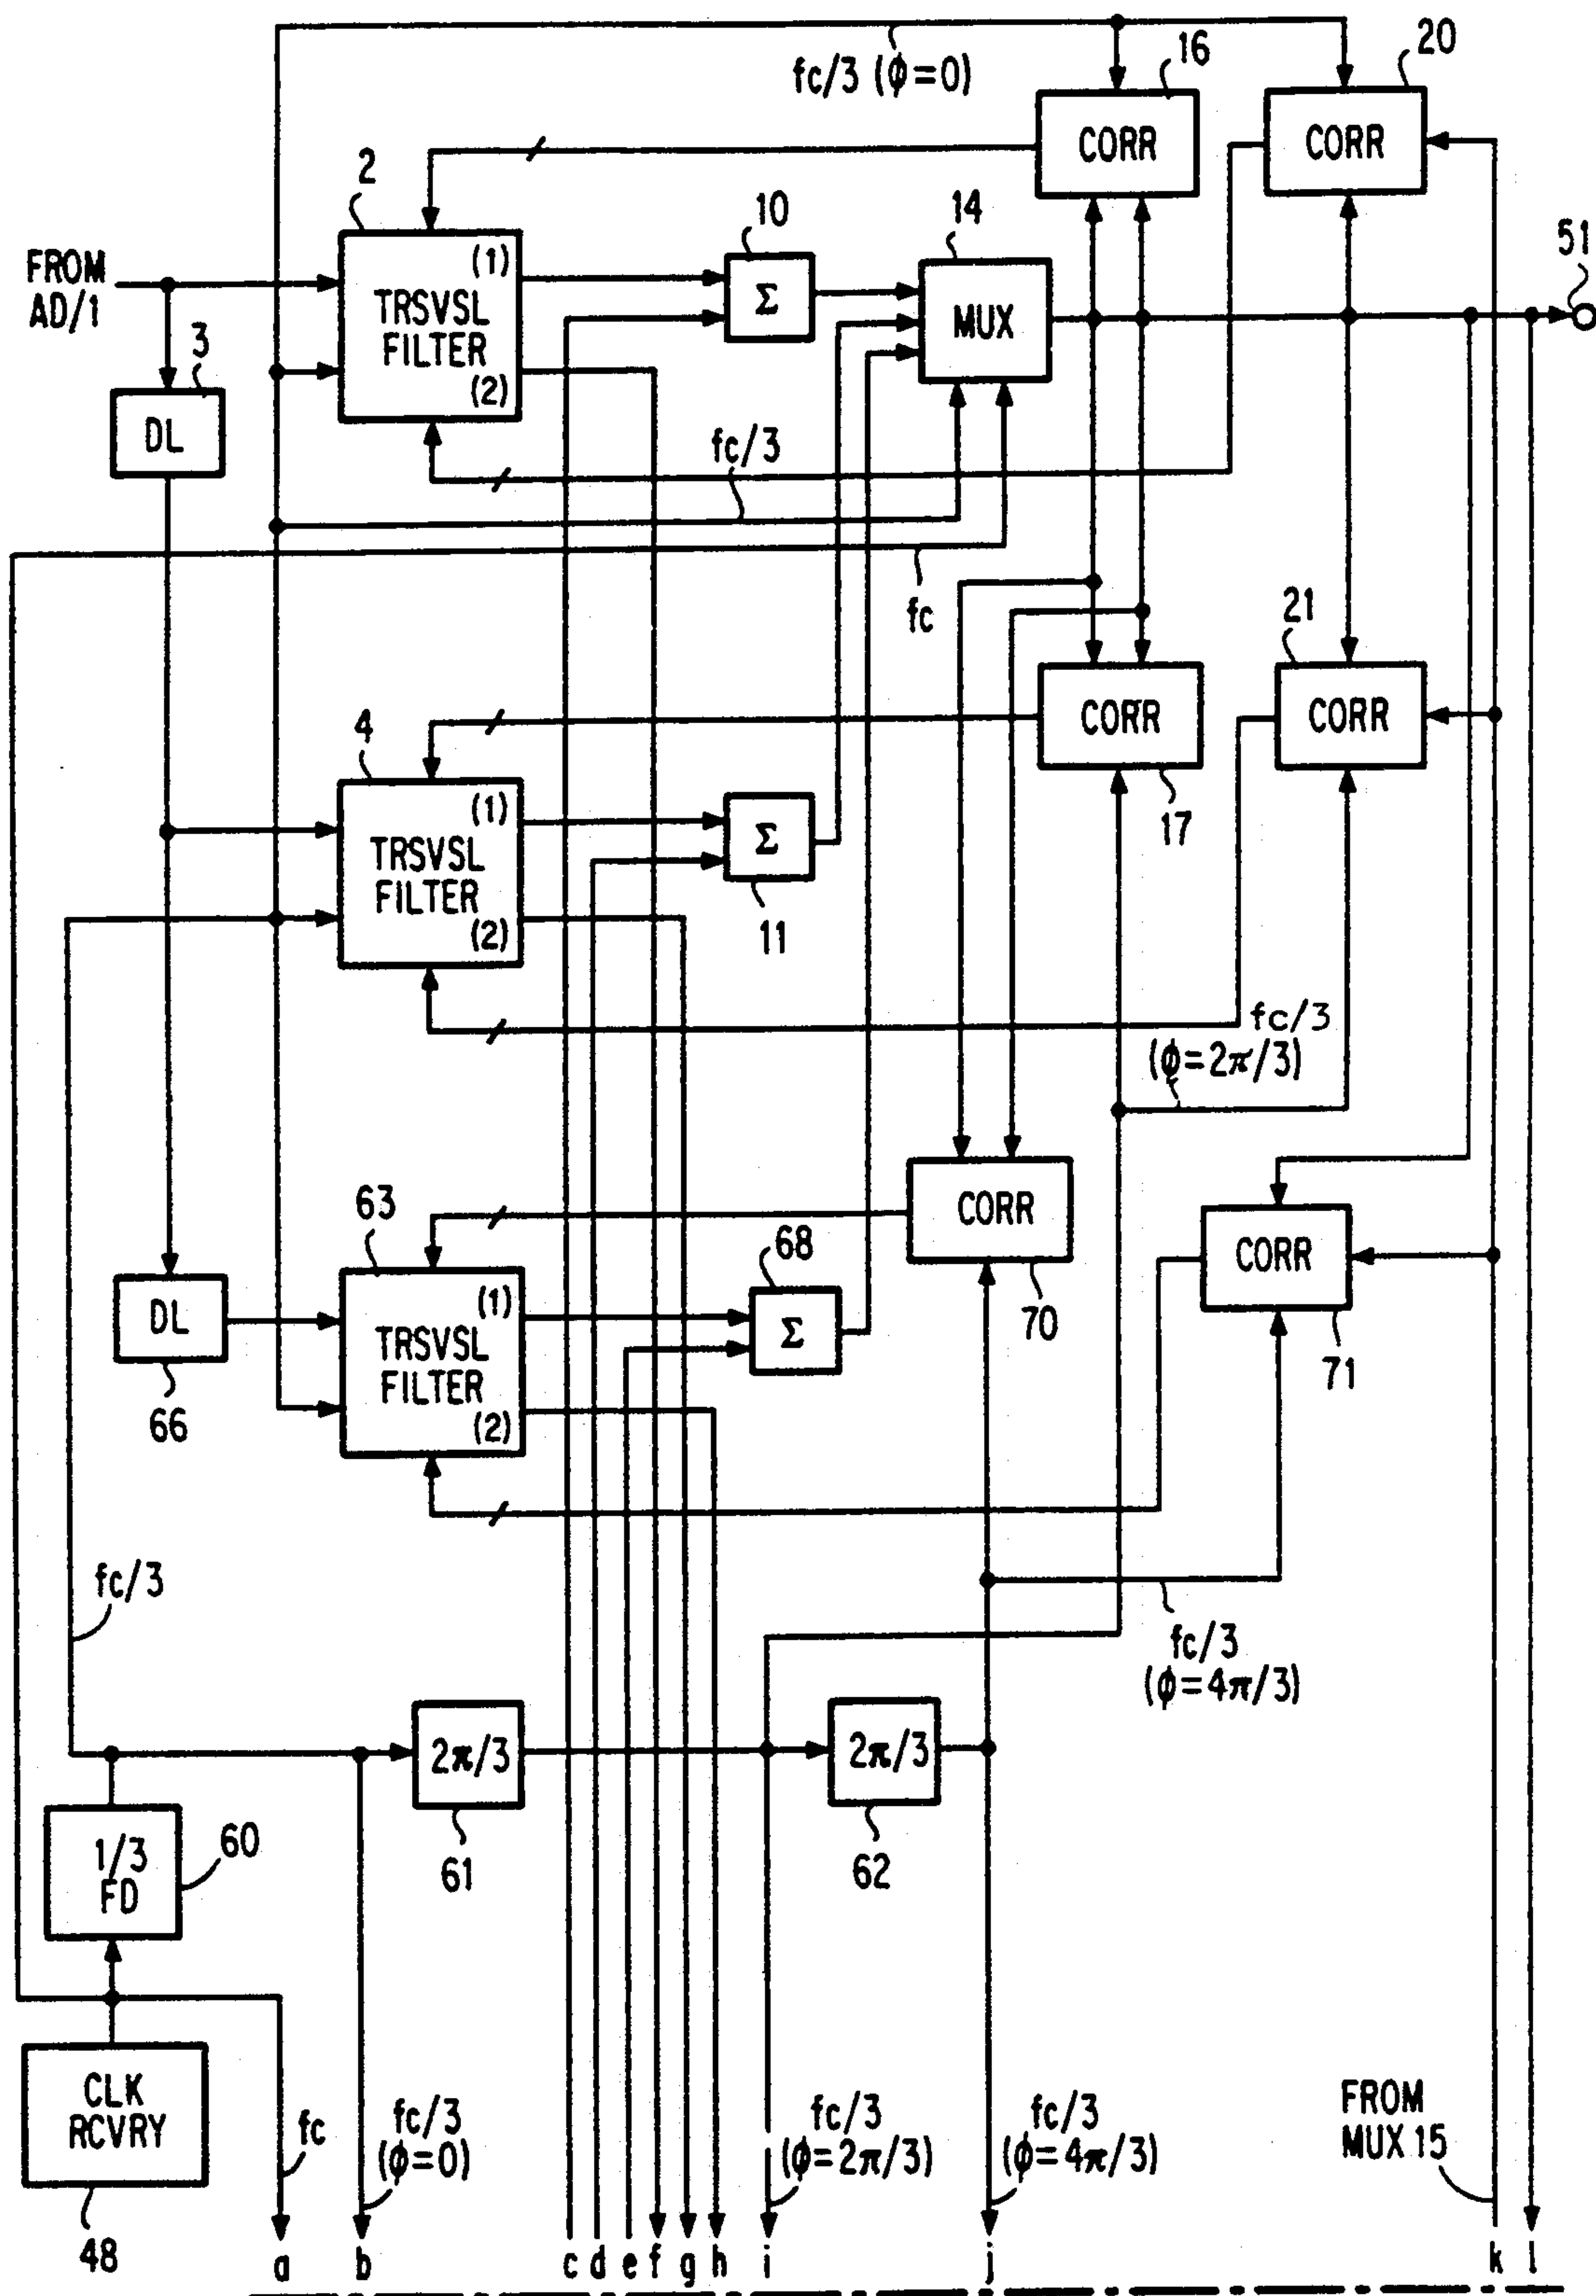 fc/3 (ϕ=0)
16
20
CORR
CORR
2
10
14
51
FROM
AD/1
(1)
TRSVSL
FILTER
(2)
Σ
MUX
3
DL
fc/3
fc
21
4
CORR
CORR
17
(1)
TRSVSL
FILTER
(2)
Σ
11
fc/3
(ϕ=2π/3)
63
68
CORR
CORR
70
71
DL
66
(1)
TRSVSL
FILTER
(2)
Σ
fc/3
fc/3
(ϕ=4π/3)
2π/3
2π/3
61
62
1/3
FD
60
CLK
RCVRY
48
fc
fc/3
(ϕ=0)
fc/3
(ϕ=2π/3)
fc/3
(ϕ=4π/3)
FROM
MUX 15
a b c d e f g h i j k l